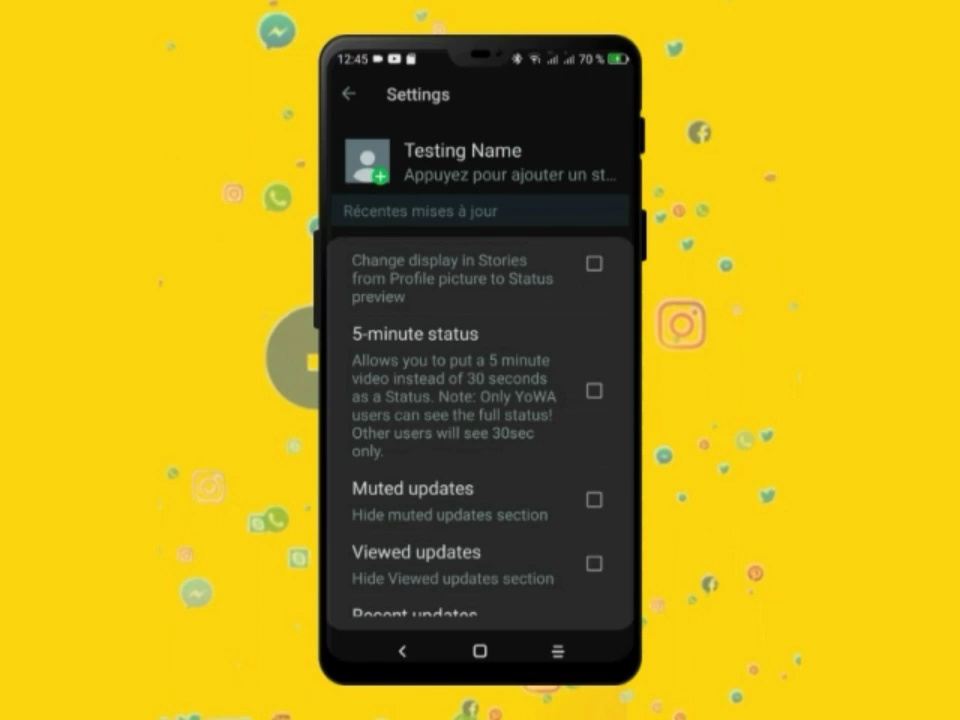 12:45
70 %
Settings
Testing Name
Appuyez pour ajouter un st...
Récentes mises à jour
Change display in Stories
from Profile picture to Status
preview
5-minute status
Allows you to put a 5 minute
video instead of 30 seconds
as a Status. Note: Only YoWA
users can see the full status!
Other users will see 30sec
only.
Muted updates
Hide muted updates section
Viewed updates
Hide Viewed updates section
Recent updates